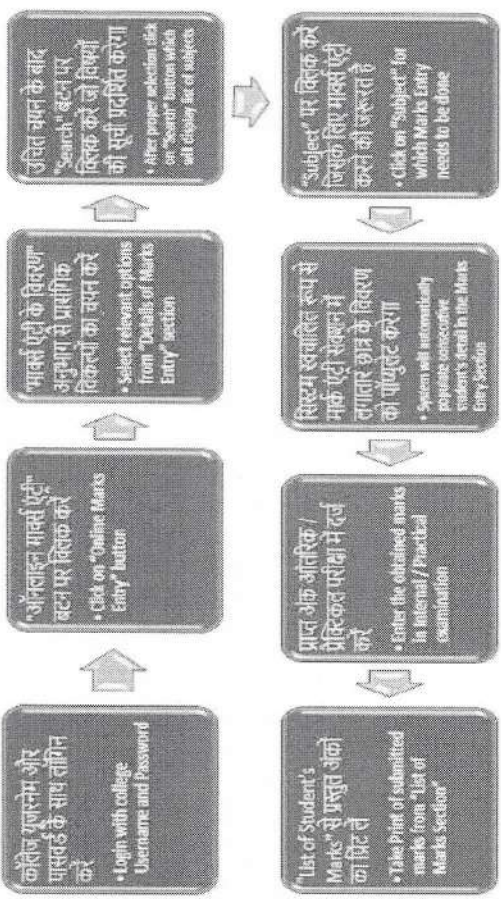 कॉलेज यूजरनेम और
पासवर्ड के साथ लॉगिन
करें
• Login with college
Username and Password
"ऑनलाइन मार्क्स एंट्री"
बटन पर क्लिक करें
• Click on "Online Marks
Entry" button
"मार्क्स एंट्री के विवरण"
अनुभाग से प्रासंगिक
विकल्पों का चयन करें
• Select relevant options
from "Details of Marks
Entry" section
उचित चयन के बाद
"Search" बटन पर
क्लिक करें जो विषयों
की सूची प्रदर्शित करेगा
• After proper selection click
on "Search" button which
will display list of subjects
"Subject" पर क्लिक करें
जिसके लिए मार्क्स एंट्री
करने की जरूरत है
• Click on "Subject" for
which Marks Entry
needs to be done
सिस्टम स्वचालित रूप से
मार्क एंट्री सेक्शन में
लगातार छात्र के विवरण
को पॉप्युलेट करेगा
• System will automatically
populate consecutive
student's detail in the Marks
Entry Section
प्राप्त अंक आंतरिक /
प्रैक्टिकल परीक्षा में दर्ज
करें
• Enter the obtained marks
in Internal / Practical
examination
"List of Student's
Marks" से प्रस्तुत अंकों
का प्रिंट लें
• Take Print of submitted
marks from "List of
Marks Section"